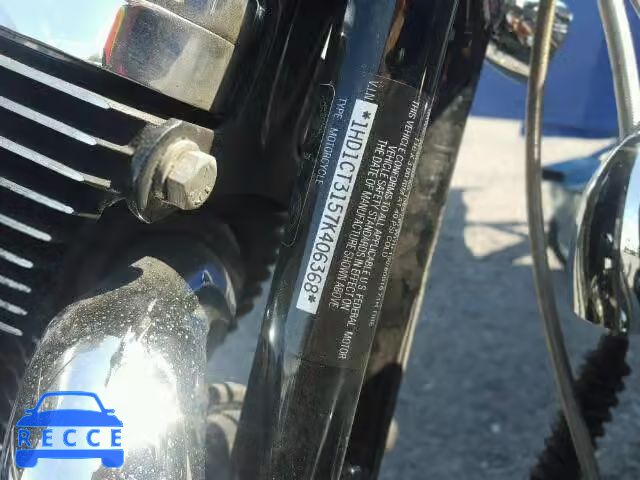 V.I.N.
*1HD1CT3157K406368*
TYPE: MOTORCYCLE
THIS VEHICLE CONFORMS
TO ALL APPLICABLE U.S. FEDERAL MOTOR
VEHICLE SAFETY STANDARDS IN EFFECT ON
THE DATE OF MANUFACTURE SHOWN ABOVE.
RECCE